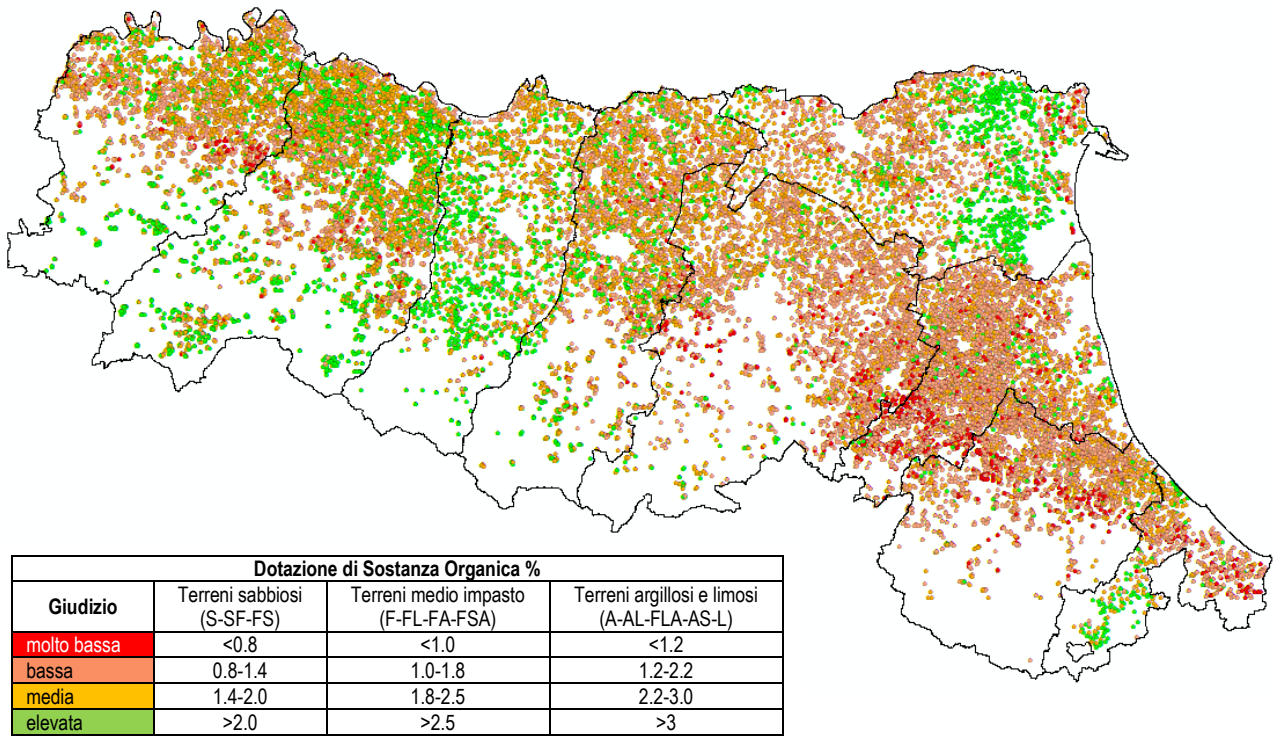 Dotazione di Sostanza Organica %
Giudizio
Terreni sabbiosi
(S-SF-FS)
Terreni medio impasto
(F-FL-FA-FSA)
Terreni argillosi e limosi
(A-AL-FLA-AS-L)
molto bassa <0.8 <1.0 <1.2
bassa 0.8-1.4 1.0-1.8 1.2-2.2
media 1.4-2.0 1.8-2.5 2.2-3.0
elevata >2.0 >2.5 >3